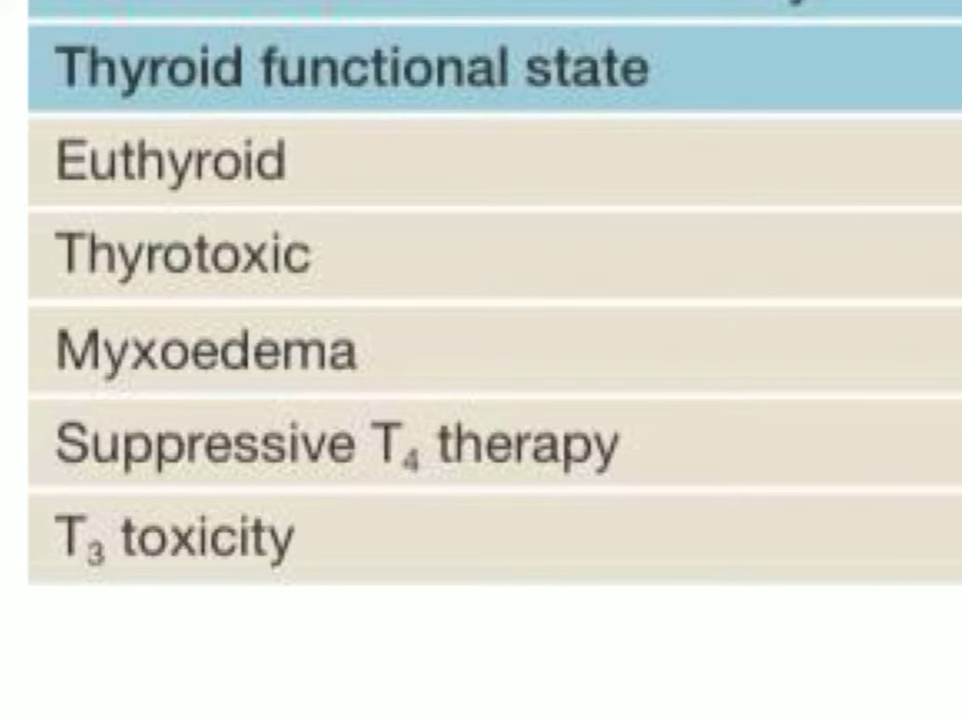 Thyroid functional state
Euthyroid
Thyrotoxic
Myxoedema
Suppressive T₄ therapy
T₃ toxicity